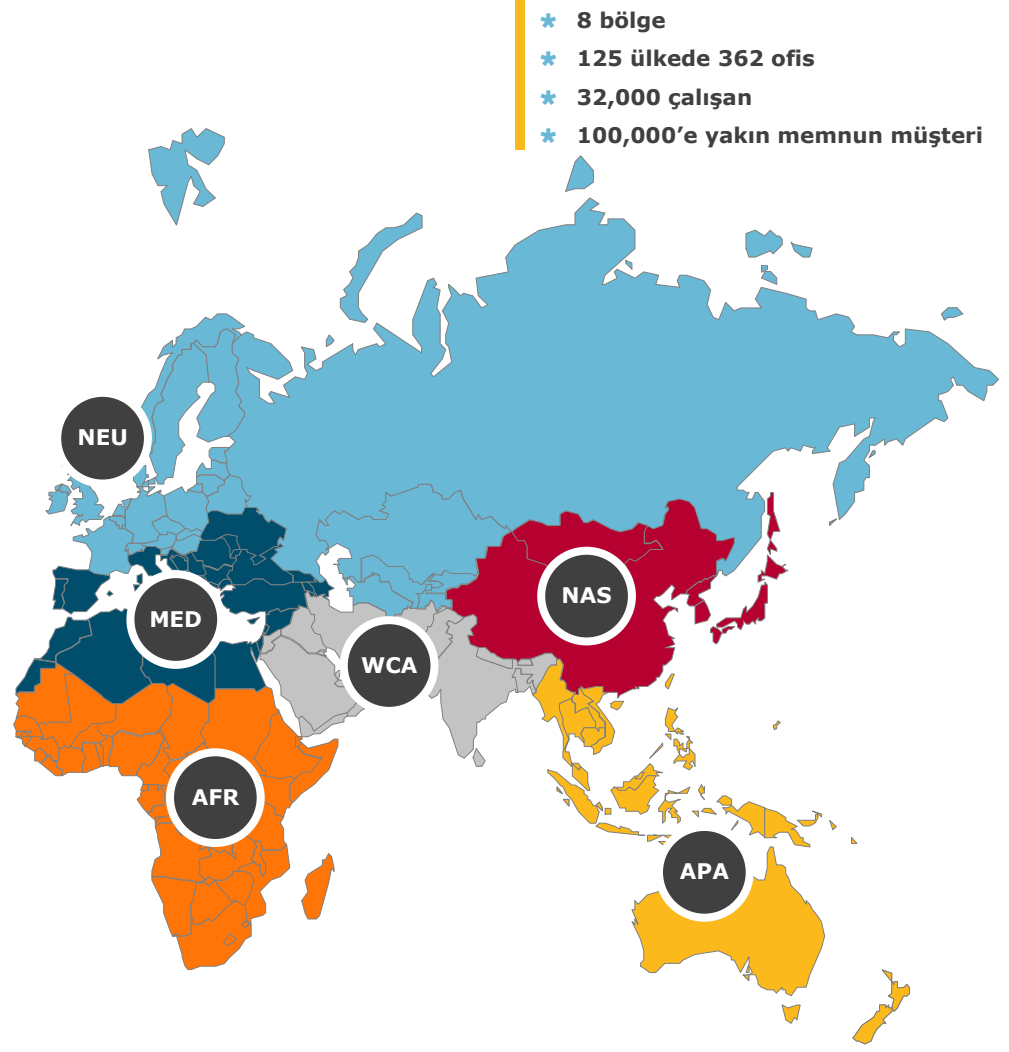 * 8 bölge
* 125 ülkede 362 ofis
* 32,000 çalışan
* 100,000’e yakın memnun müşteri
NEU
NAS
MED
WCA
AFR
APA